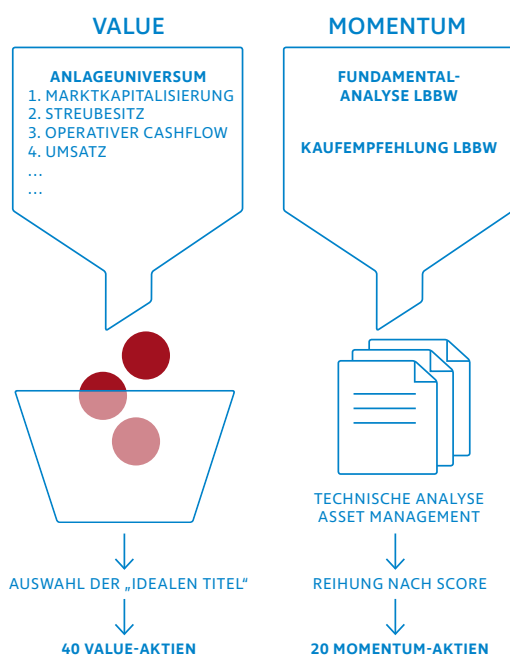 VALUE
ANLAGEUNIVERSUM
1. MARKTKAPITALISIERUNG
2. STREUBESITZ
3. OPERATIVER CASHFLOW
4. UMSATZ
...
...
AUSWAHL DER „IDEALEN TITEL“
40 VALUE-AKTIEN
MOMENTUM
FUNDAMENTAL-
ANALYSE LBBW
KAUFEMPFEHLUNG LBBW
TECHNISCHE ANALYSE
ASSET MANAGEMENT
REIHUNG NACH SCORE
20 MOMENTUM-AKTIEN